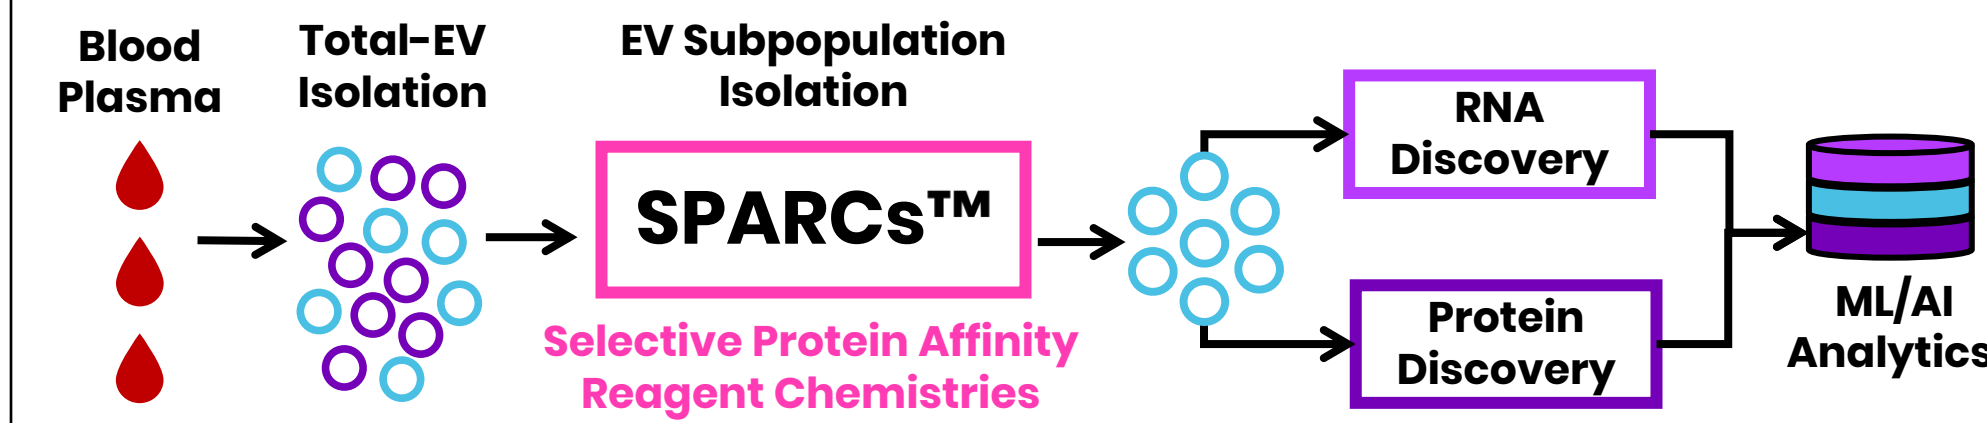 Blood
Plasma
Total-EV
Isolation
EV Subpopulation
Isolation
SPARCs™
Selective Protein Affinity
Reagent Chemistries
RNA
Discovery
Protein
Discovery
ML/AI
Analytics